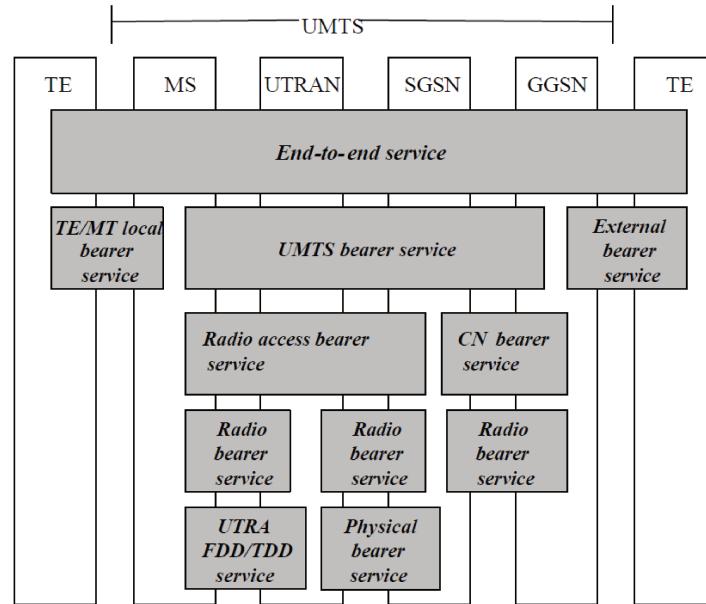 UMTS
TE
MS
UTRAN
SGSN
GGSN
TE
End-to-end service
TE/MT local
bearer
service
UMTS bearer service
External
bearer
service
Radio access bearer
service
CN bearer
service
Radio
bearer
service
Radio
bearer
service
Radio
bearer
service
UTRA
FDD/TDD
service
Physical
bearer
service